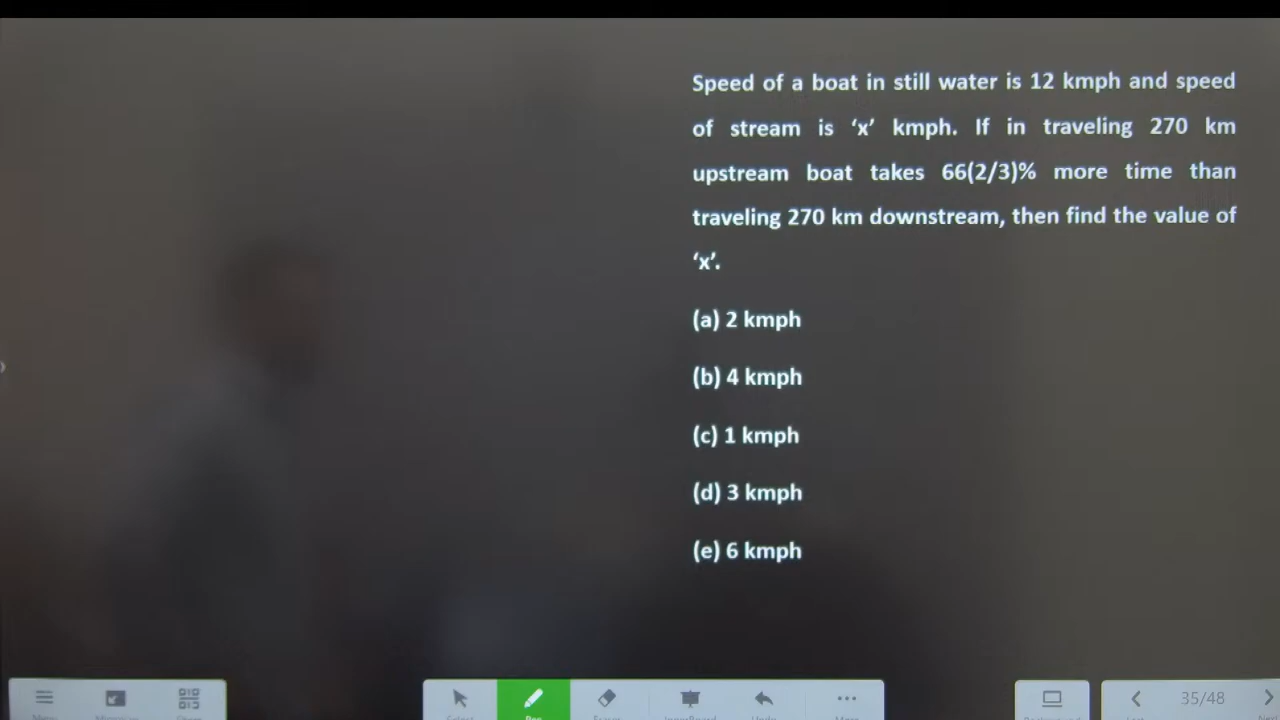 Speed of a boat in still water is 12 kmph and speed
of stream is ‘x’ kmph. If in traveling 270 km
upstream boat takes 66(2/3)% more time than
traveling 270 km downstream, then find the value of
‘x’.
(a) 2 kmph
(b) 4 kmph
(c) 1 kmph
(d) 3 kmph
(e) 6 kmph
35/48